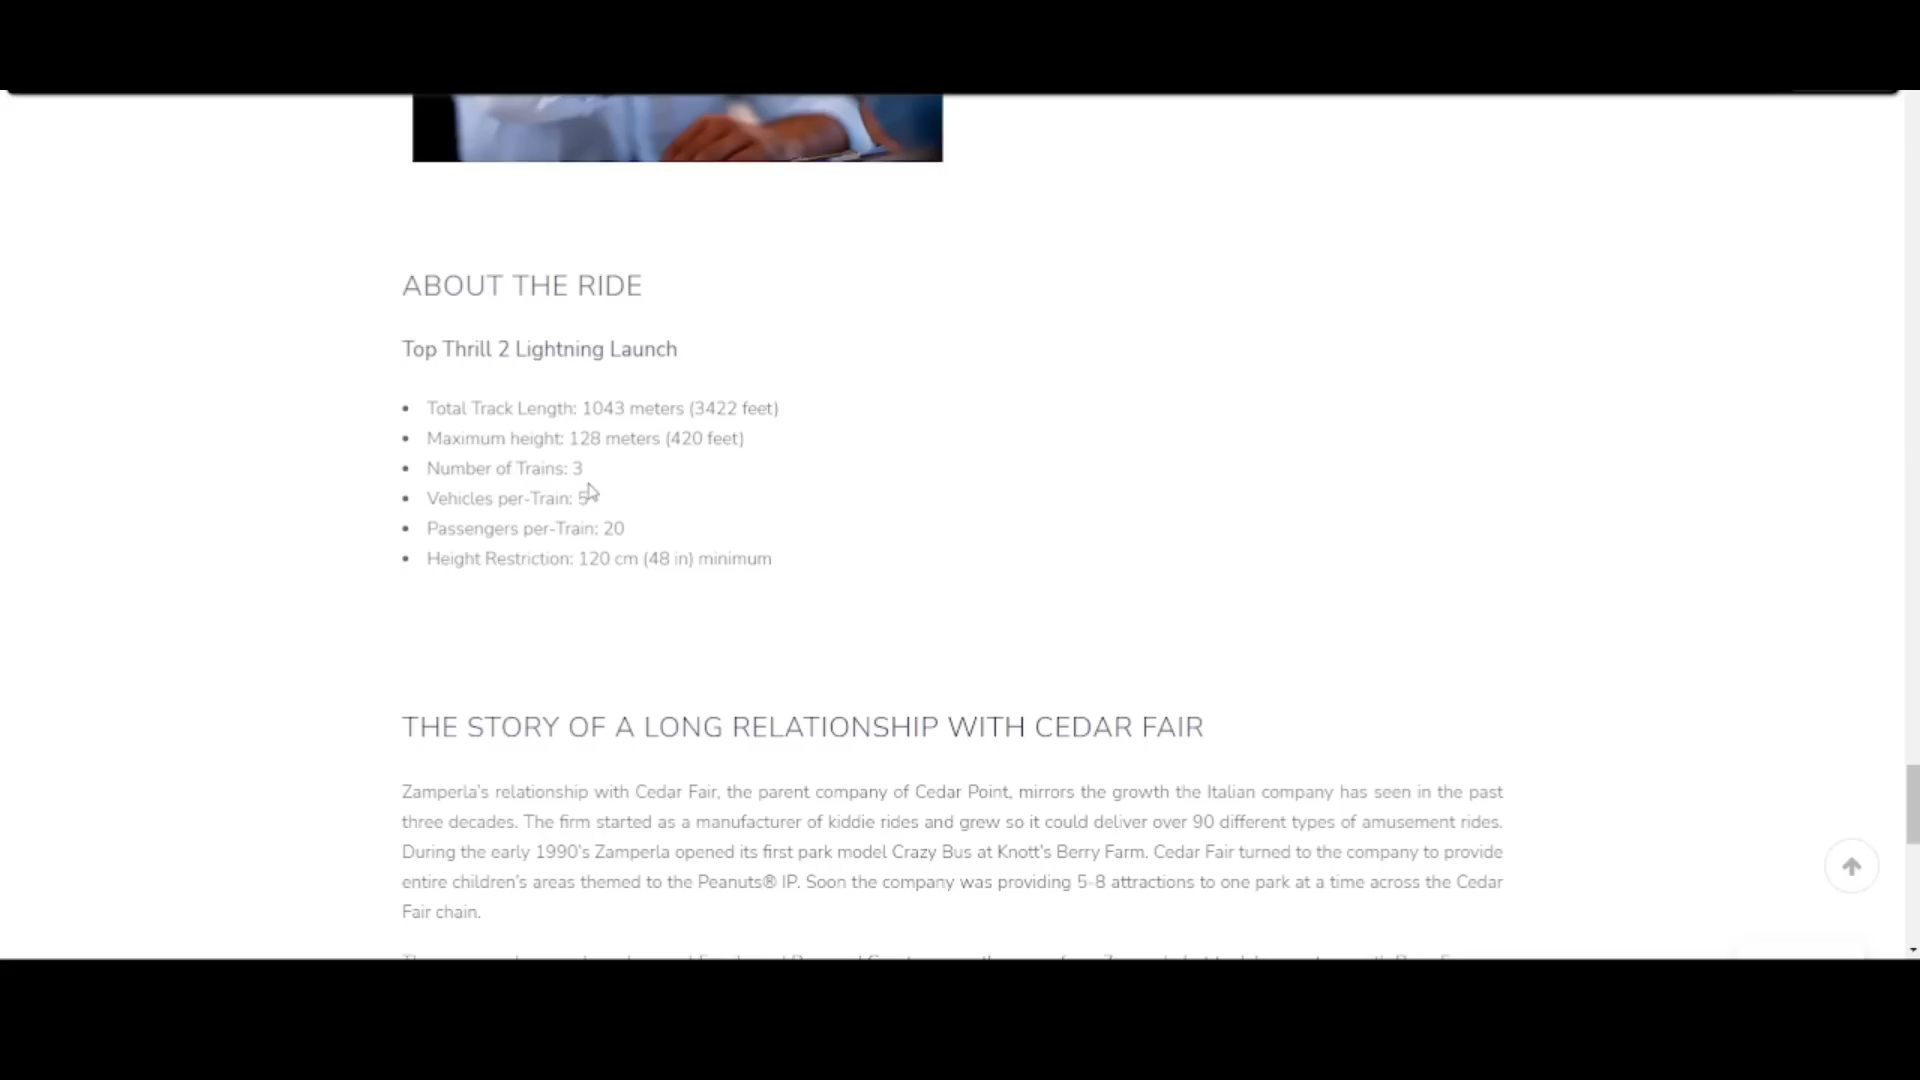 ABOUT THE RIDE
Top Thrill 2 Lightning Launch
• Total Track Length: 1043 meters (3422 feet)
• Maximum height: 128 meters (420 feet)
• Number of Trains: 3
• Vehicles per-Train: 5
• Passengers per-Train: 20
• Height Restriction: 120 cm (48 in) minimum
THE STORY OF A LONG RELATIONSHIP WITH CEDAR FAIR
Zamperla's relationship with Cedar Fair, the parent company of Cedar Point, mirrors the growth the Italian company has seen in the past
three decades. The firm started as a manufacturer of kiddie rides and grew so it could deliver over 90 different types of amusement rides.
During the early 1990's Zamperla opened its first park model Crazy Bus at Knott's Berry Farm. Cedar Fair turned to the company to provide
entire children's areas themed to the Peanuts® IP. Soon the company was providing 5-8 attractions to one park at a time across the Cedar
Fair chain.